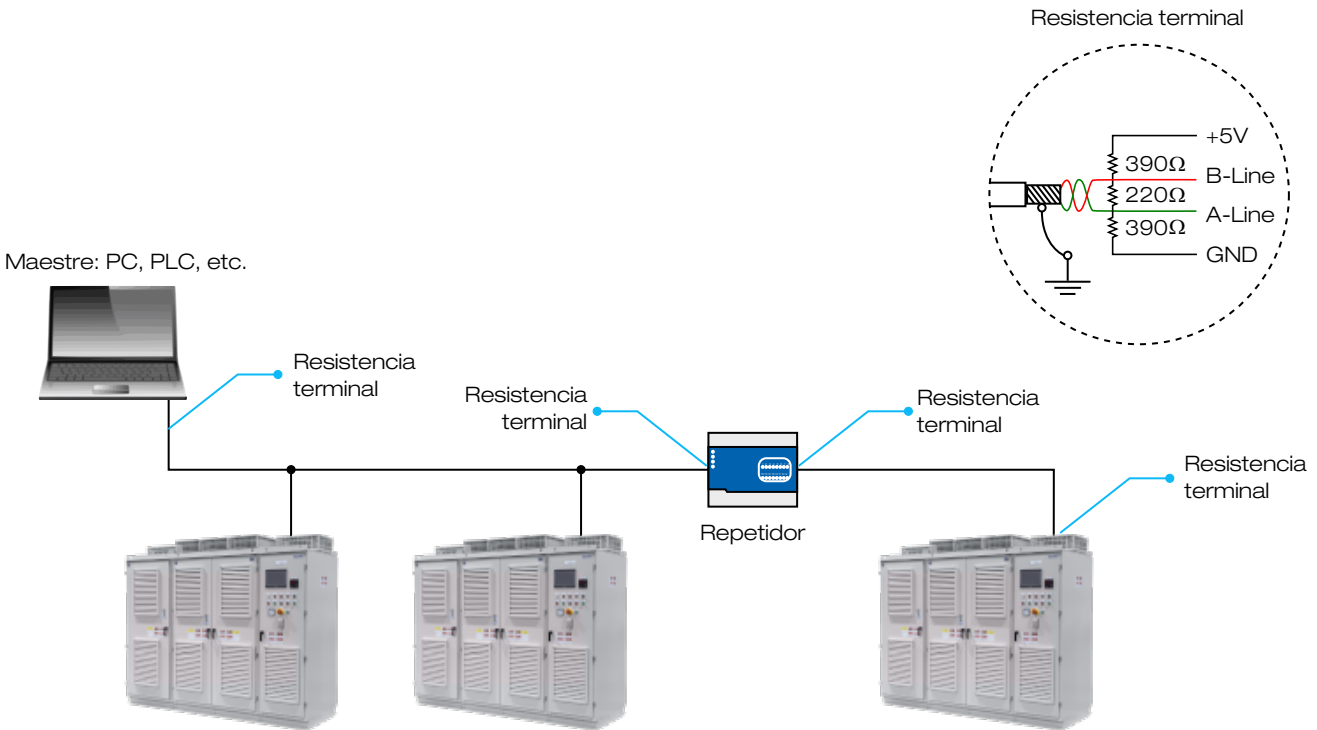 Resistencia terminal
+5V
390Ω
B-Line
220Ω
A-Line
390Ω
GND
Maestre: PC, PLC, etc.
Resistencia
terminal
Resistencia
terminal
Resistencia
terminal
Resistencia
terminal
Repetidor